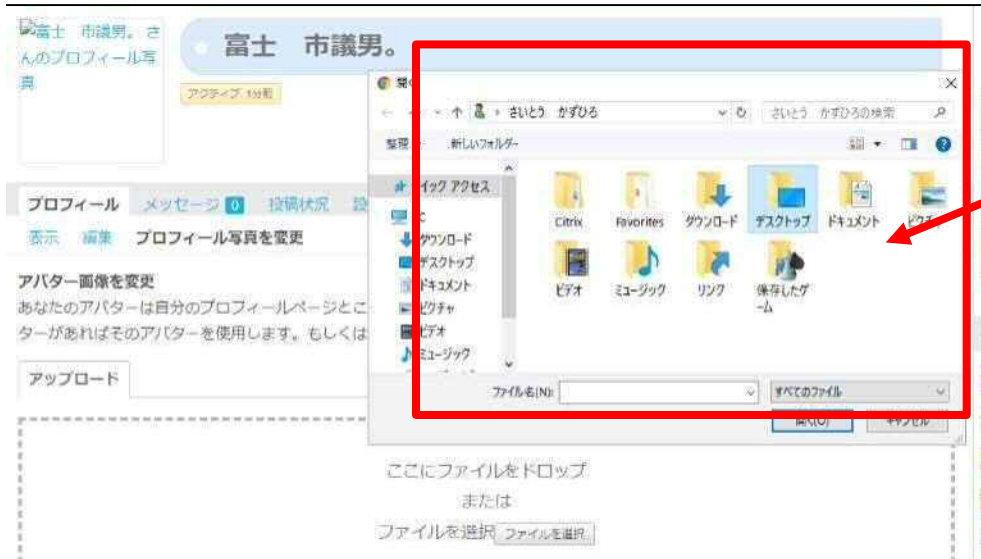 富士　市議男。さ
んのプロフィール写
真
富士　市議男。
アクティブ: 1分前
プロフィール メッセージ 0 投稿状況 設
表示 編集 プロフィール写真を変更
アバター画像を変更
あなたのアバターは自分のプロフィールページとこ
ターがあればそのアバターを使用します。もしくは
アップロード
開く
さいとう　かずひろ
さいとう　かずひろの検索
整理
新しいフォルダー
クイック アクセス
PC
ダウンロード
デスクトップ
ドキュメント
ピクチャ
ビデオ
ミュージック
Citrix
Favorites
ダウンロード
デスクトップ
ドキュメント
ピクチャ
ビデオ
ミュージック
リンク
保存したゲ
ーム
ファイル名(N):
すべてのファイル
開く(O)
キャンセル
ここにファイルをドロップ
または
ファイルを選択 ファイルを選択